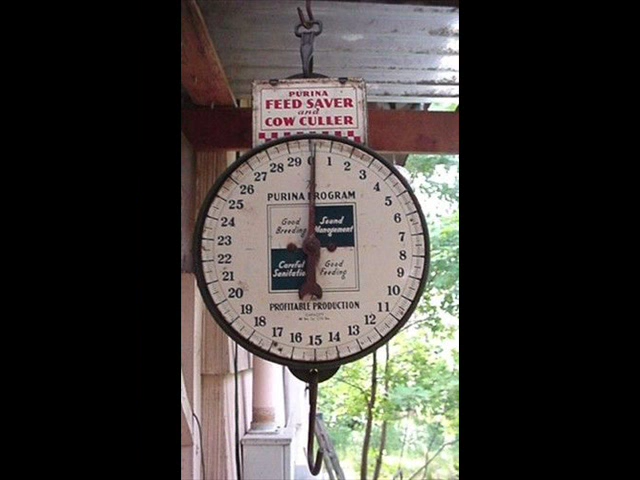 PURINA
FEED SAVER
and
COW CULLER
0
1
2
3
4
5
6
7
8
9
10
11
12
13
14
15
16
17
18
19
20
21
22
23
24
25
26
27
28
29
PURINA PROGRAM
Good Sound
Breeding Management
Careful Good
Sanitation Feeding
PROFITABLE PRODUCTION
CAPACITY